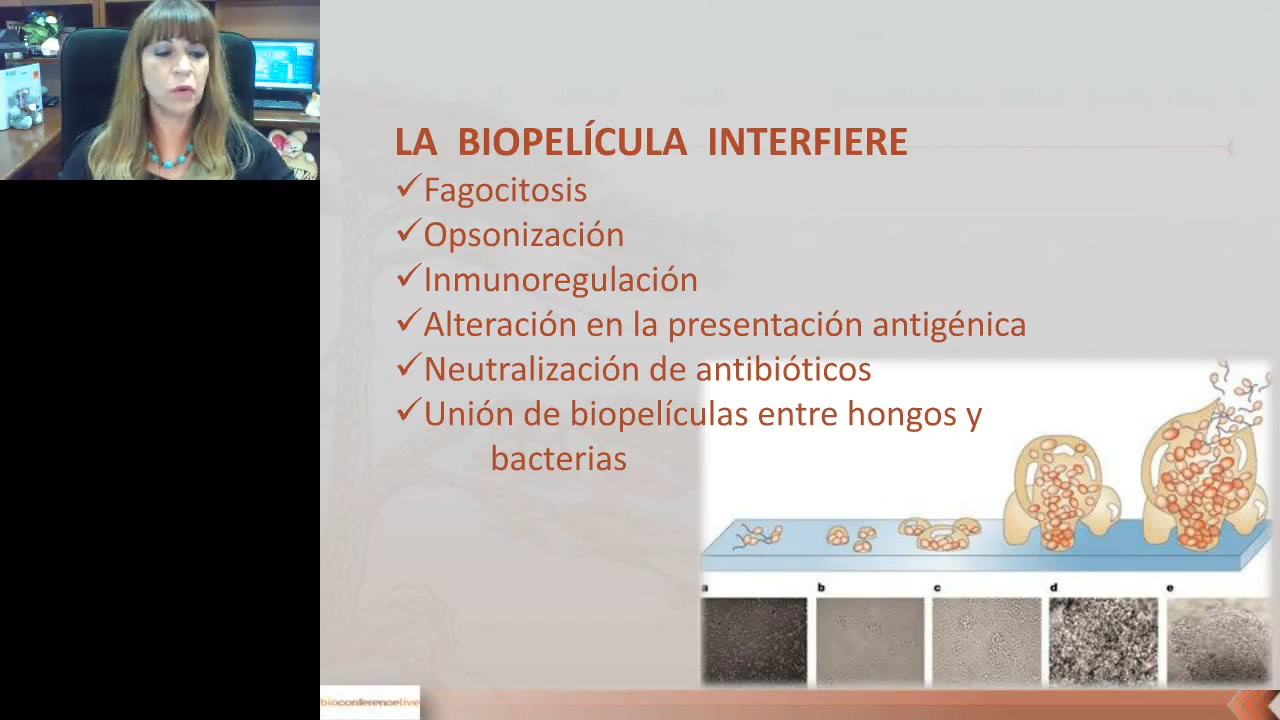 LA BIOPELÍCULA INTERFIERE
✓Fagocitosis
✓Opsonización
✓Inmunoregulación
✓Alteración en la presentación antigénica
✓Neutralización de antibióticos
✓Unión de biopelículas entre hongos y
bacterias
a b c d e
bioconferencelive